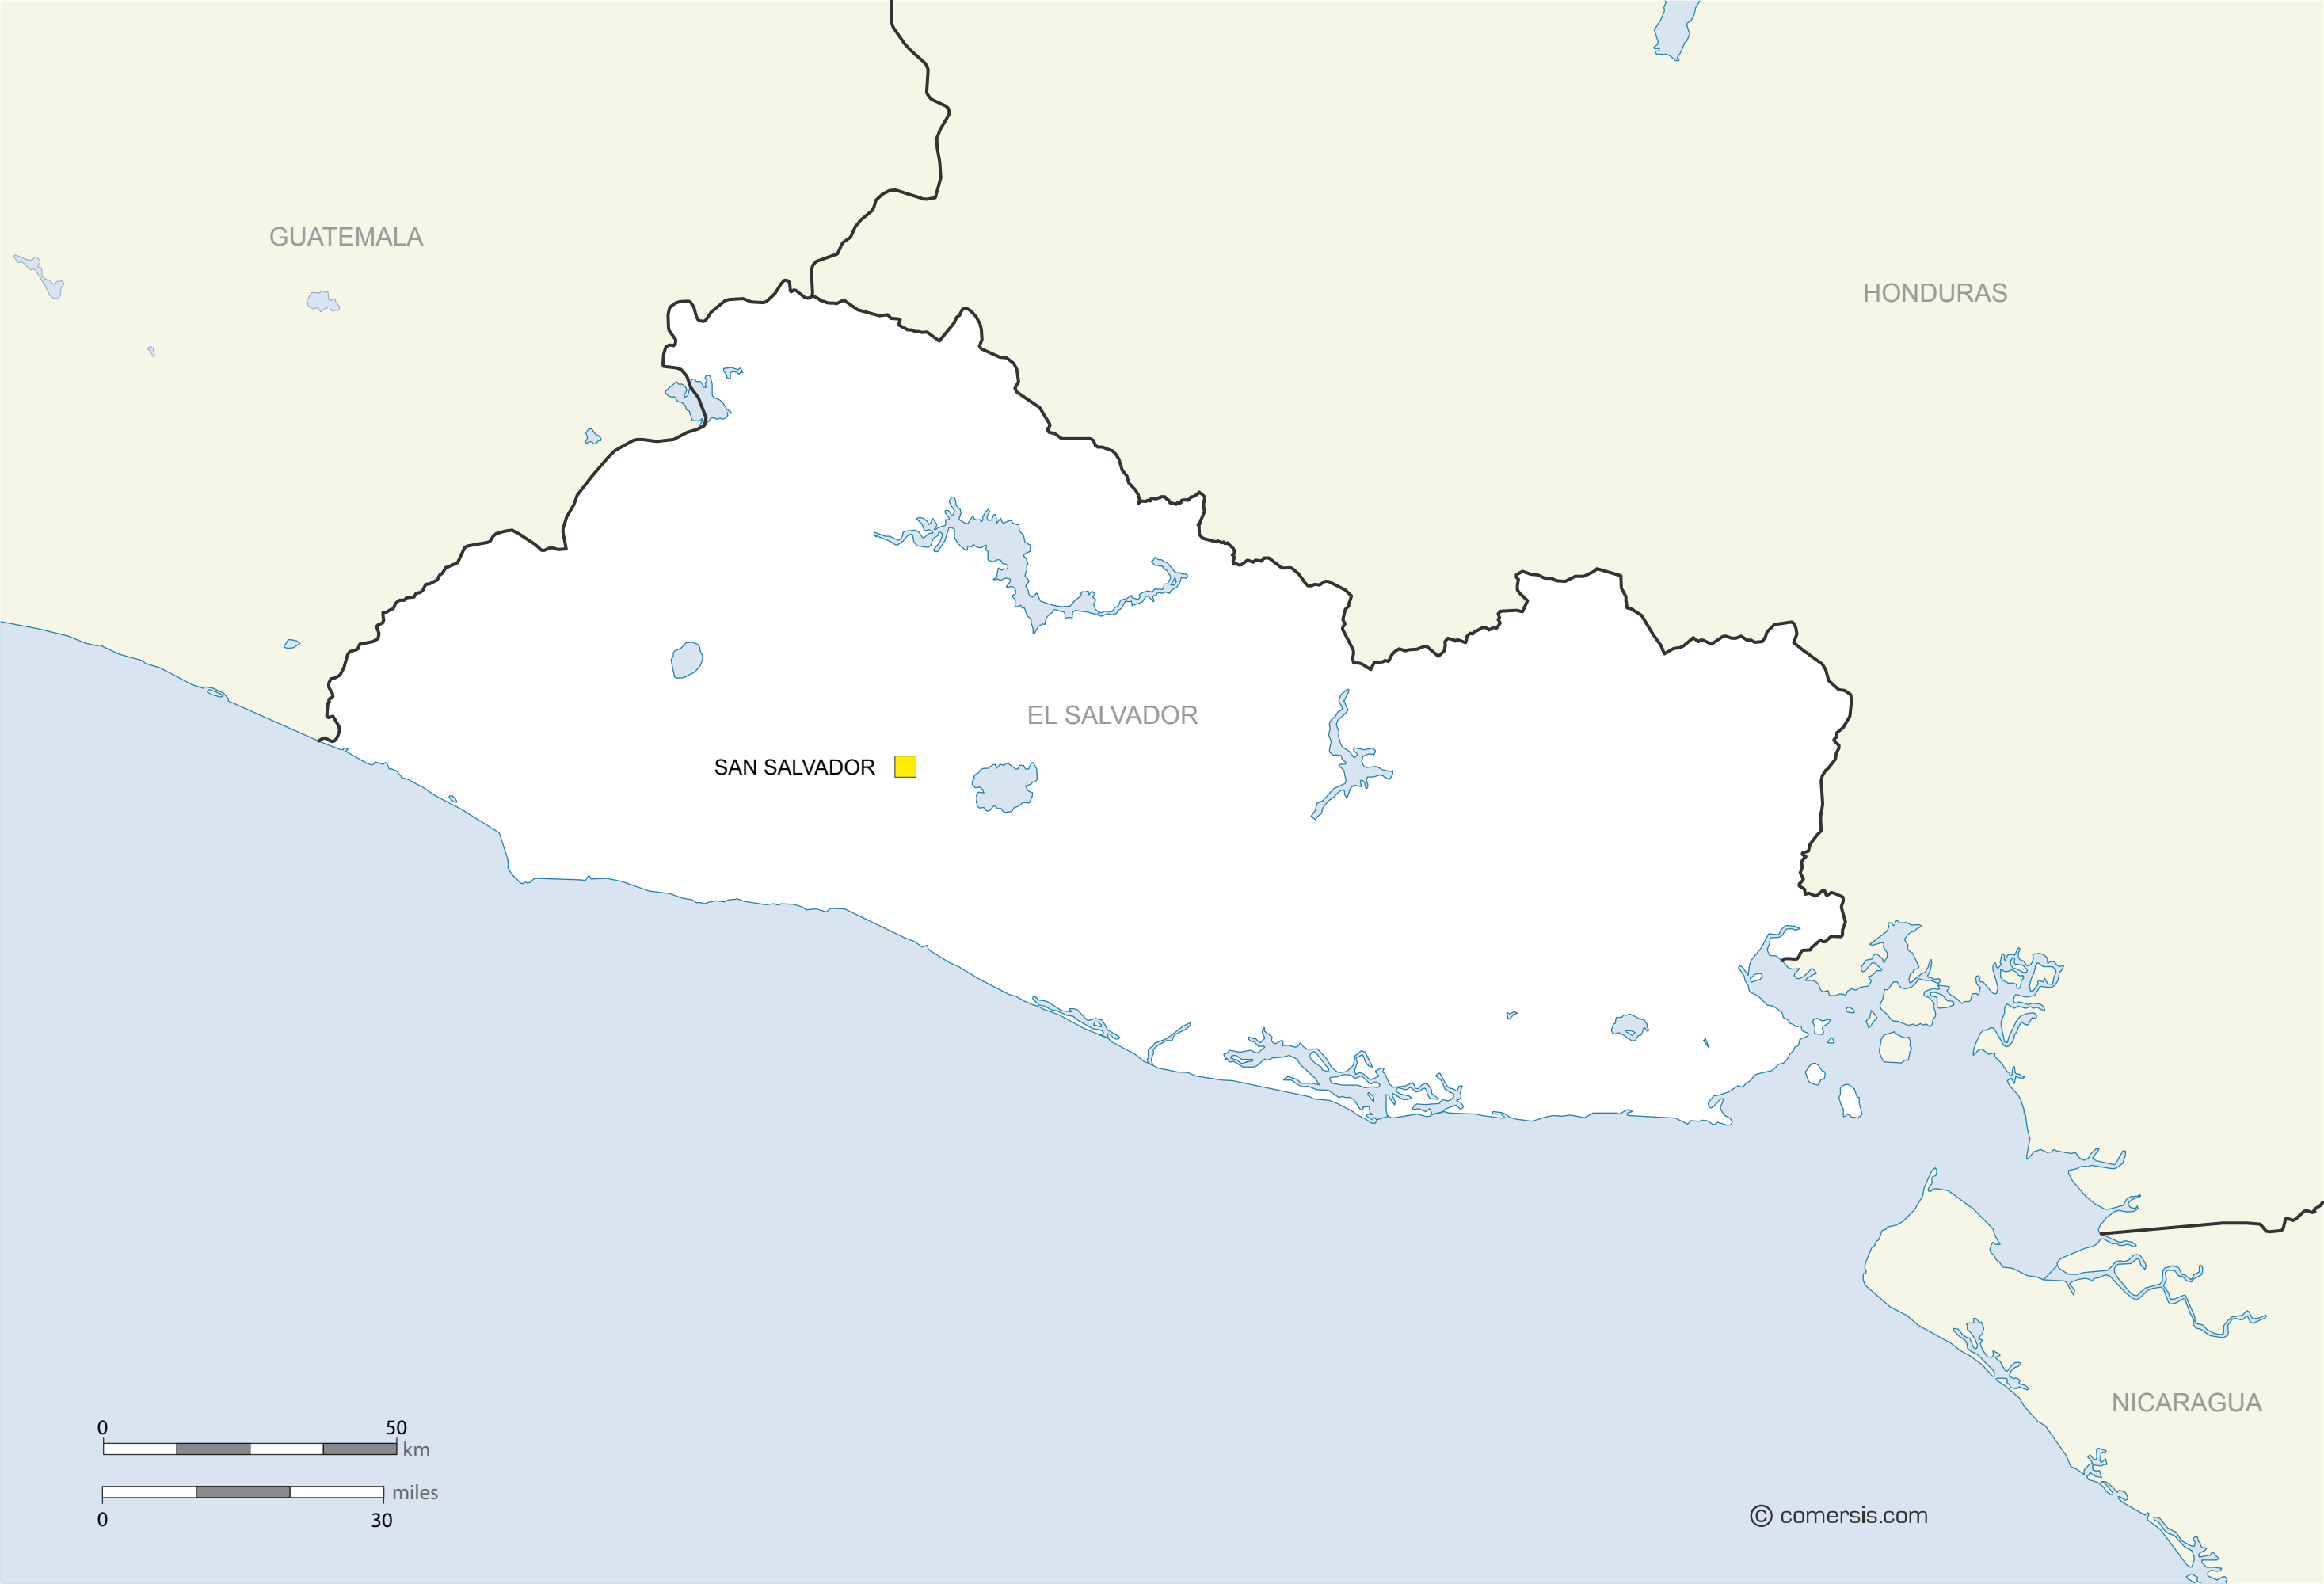 GUATEMALA
HONDURAS
EL SALVADOR
SAN SALVADOR
NICARAGUA
0 50
km
miles
0 30
© comersis.com